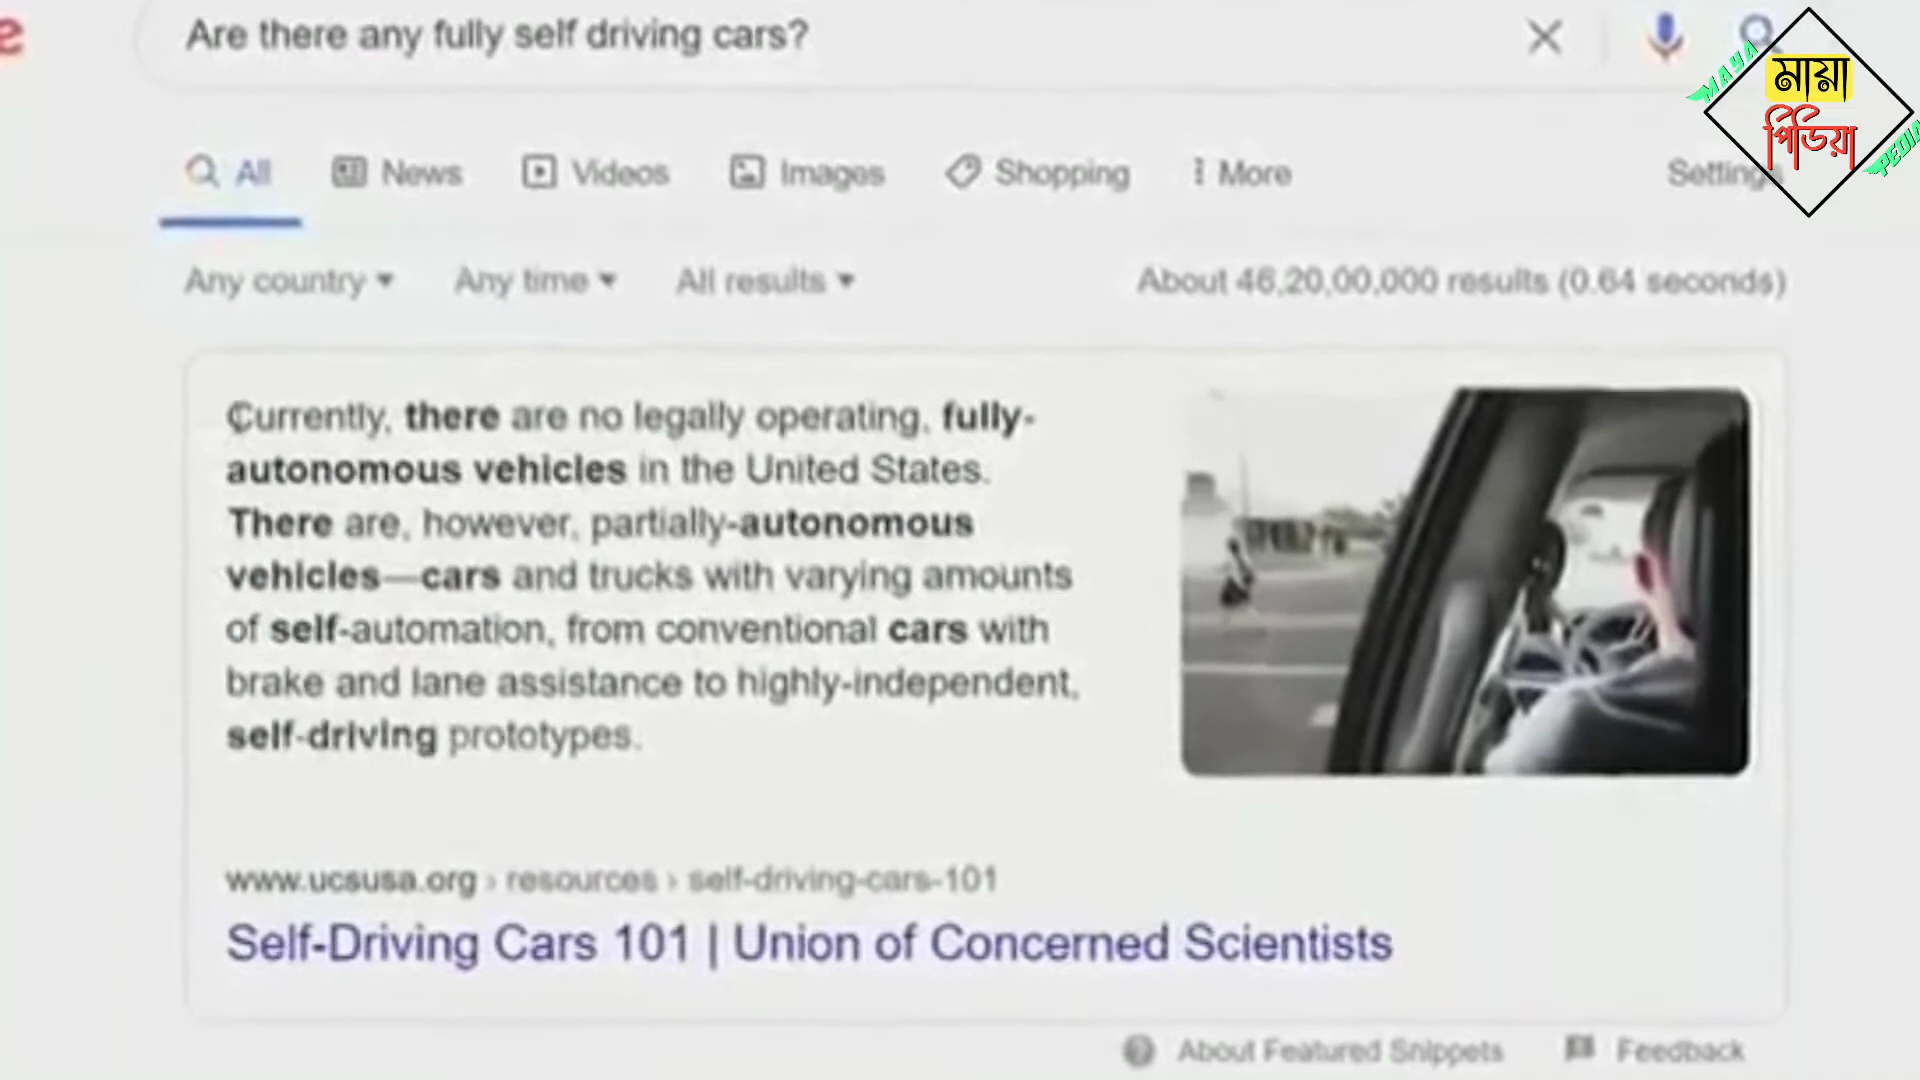 e
Are there any fully self driving cars?
MAYA
মায়া
পিডিয়া
PEDIA
All
News
Videos
Images
Shopping
More
Settings
Any country
Any time
All results
About 46,20,00,000 results (0.64 seconds)
Currently, there are no legally operating, fully-
autonomous vehicles in the United States.
There are, however, partially-autonomous
vehicles—cars and trucks with varying amounts
of self-automation, from conventional cars with
brake and lane assistance to highly-independent,
self-driving prototypes.
www.ucsusa.org › resources › self-driving-cars-101
Self-Driving Cars 101 | Union of Concerned Scientists
About Featured Snippets
Feedback